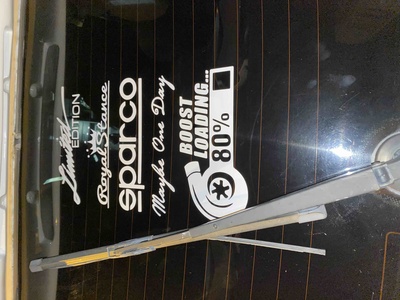 Limited
EDITION
Royal Stance
sparco
Maybe One Day
BOOST
LOADING...
80%